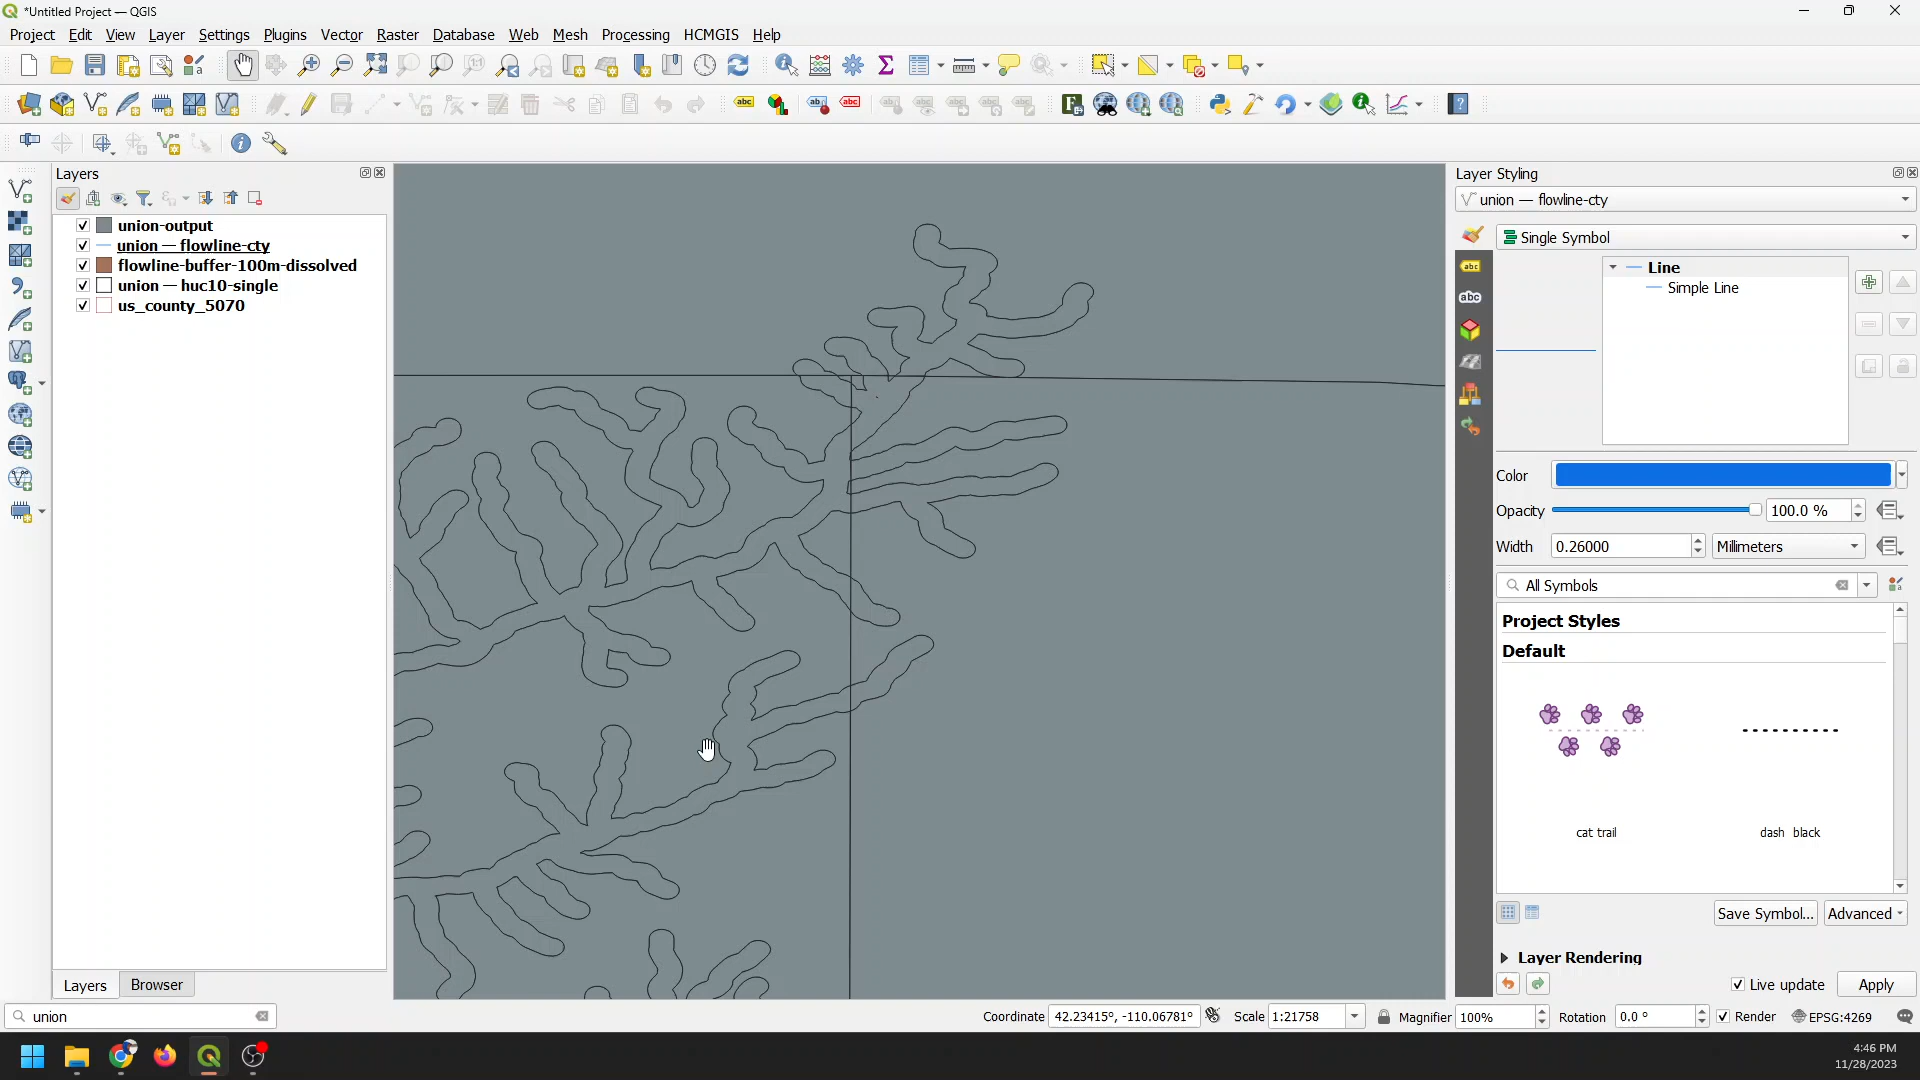 *Untitled Project — QGIS
Project Edit View Layer Settings Plugins Vector Raster Database Web Mesh Processing HCMGIS Help
Layers
union-output
union — flowline-cty
flowline-buffer-100m-dissolved
union — huc10-single
us_county_5070
Layer Styling
union — flowline-cty
Single Symbol
Line
Simple Line
Color
Opacity 100.0 %
Width 0.26000 Millimeters
All Symbols
Project Styles
Default
cat trail
dash black
Save Symbol... Advanced
Layer Rendering
Live update Apply
Layers Browser
union
Coordinate 42.23415°, -110.06781° Scale 1:21758 Magnifier 100% Rotation 0.0 ° Render EPSG:4269
4:46 PM
11/28/2023